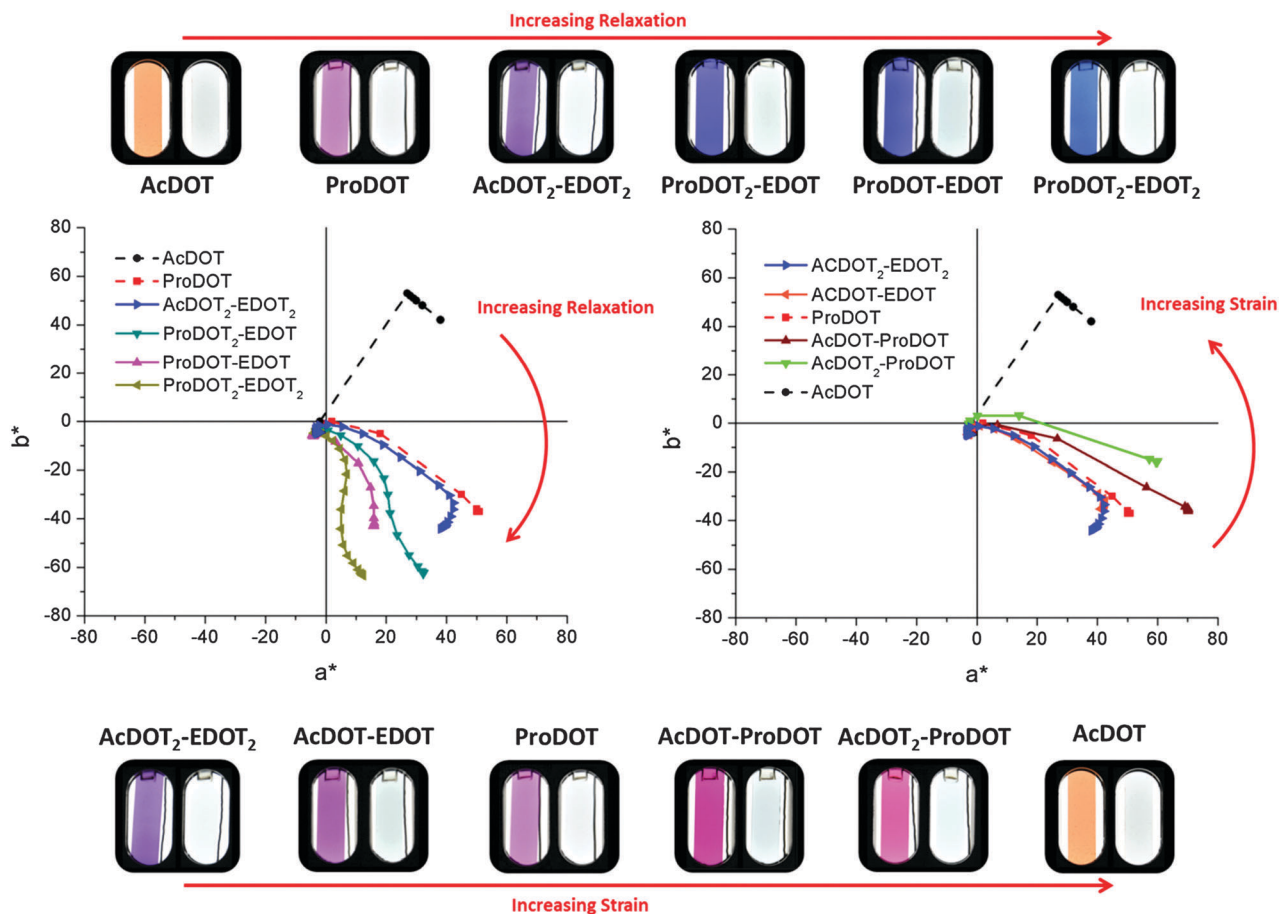 Increasing Relaxation
AcDOT
ProDOT
AcDOT₂-EDOT₂
ProDOT₂-EDOT
ProDOT-EDOT
ProDOT₂-EDOT₂
80
60
40
20
0
-20
-40
-60
-80
b*
AcDOT
ProDOT
AcDOT₂-EDOT₂
ProDOT₂-EDOT
ProDOT-EDOT
ProDOT₂-EDOT₂
Increasing Relaxation
-80 -60 -40 -20 0 20 40 60 80
a*
80
60
40
20
0
-20
-40
-60
-80
b*
ACDOT₂-EDOT₂
ACDOT-EDOT
ProDOT
AcDOT-ProDOT
AcDOT₂-ProDOT
AcDOT
Increasing Strain
-80 -60 -40 -20 0 20 40 60 80
a*
AcDOT₂-EDOT₂
AcDOT-EDOT
ProDOT
AcDOT-ProDOT
AcDOT₂-ProDOT
AcDOT
Increasing Strain